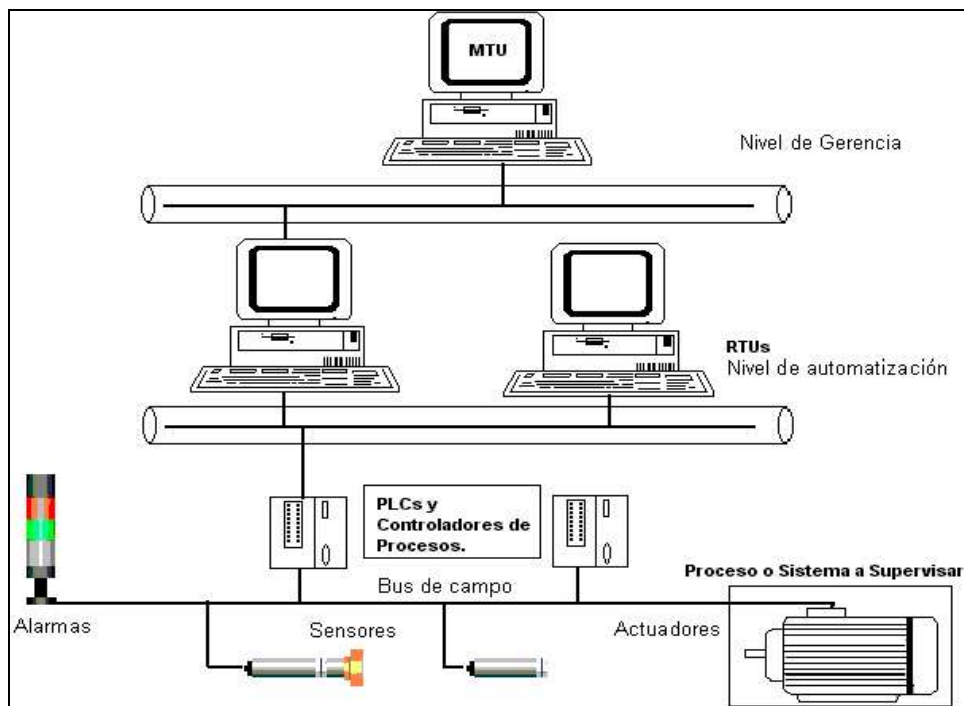 MTU
Nivel de Gerencia
RTUs
Nivel de automatización
PLCs y
Controladores de
Procesos.
Proceso o Sistema a Supervisar
Bus de campo
Alarmas
Sensores
Actuadores